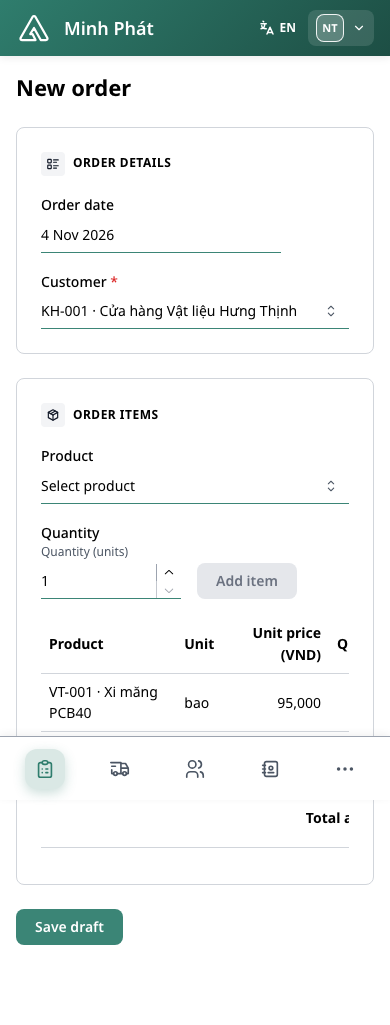 Minh Phát
EN
NT
New order
ORDER DETAILS
Order date
4 Nov 2026
Customer *
KH-001 · Cửa hàng Vật liệu Hưng Thịnh
ORDER ITEMS
Product
Select product
Quantity
Quantity (units)
1
Add item
Product Unit Unit price (VND) Q
VT-001 · Xi măng PCB40 bao 95,000
Total a
Save draft